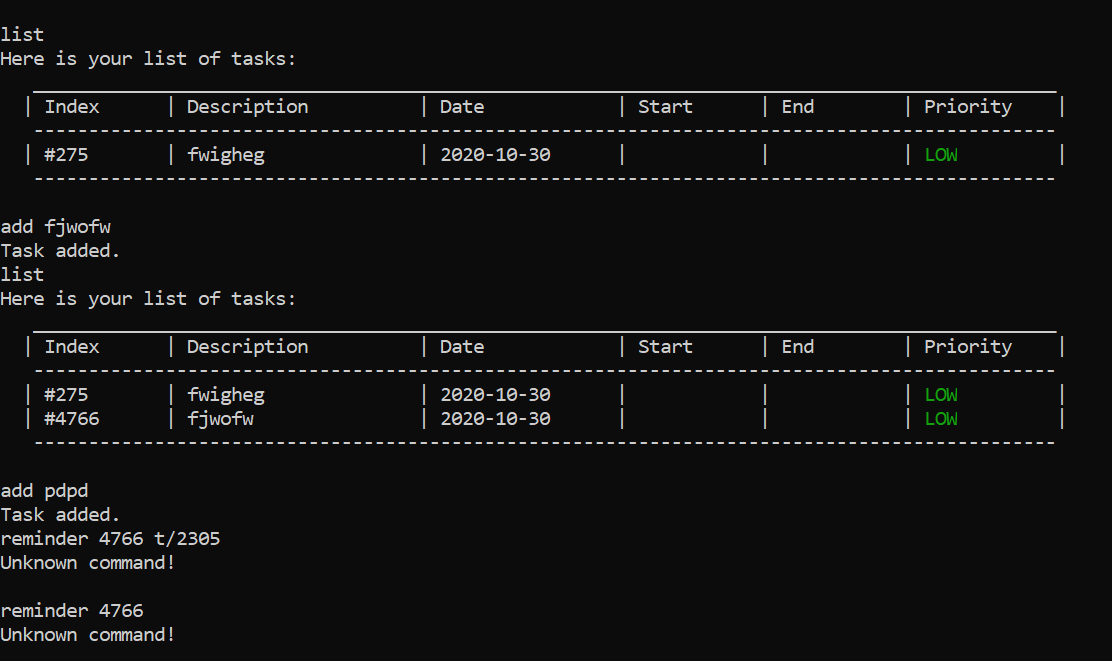 list
Here is your list of tasks:
| Index | Description | Date | Start | End | Priority |
| #275 | fwigheg | 2020-10-30 | | | LOW |
add fjwofw
Task added.
list
Here is your list of tasks:
| Index | Description | Date | Start | End | Priority |
| #275 | fwigheg | 2020-10-30 | | | LOW |
| #4766 | fjwofw | 2020-10-30 | | | LOW |
add pdpd
Task added.
reminder 4766 t/2305
Unknown command!
reminder 4766
Unknown command!